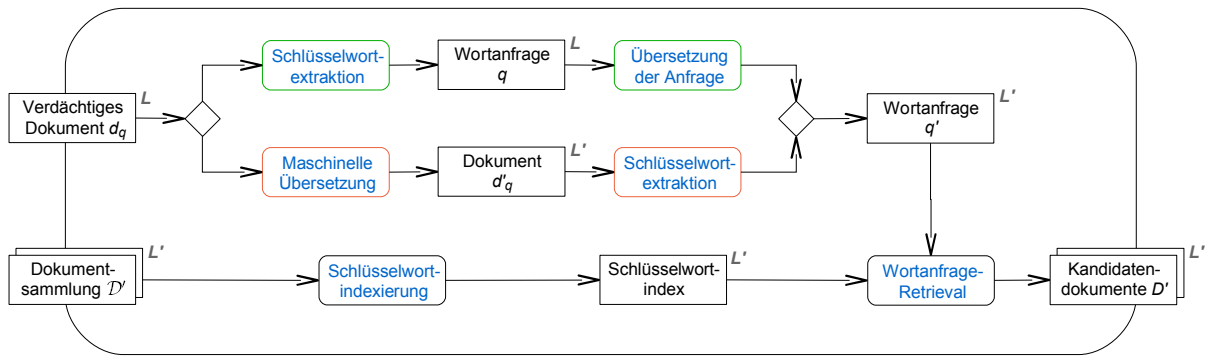 Schlüsselwort-
extraktion
Wortanfrage
q
L
Übersetzung
der Anfrage
Verdächtiges
Dokument dq
L
Wortanfrage
q'
L'
Maschinelle
Übersetzung
Dokument
d'q
L'
Schlüsselwort-
extraktion
Dokument-
sammlung D'
L'
Schlüsselwort-
indexierung
Schlüsselwort-
index
L'
Wortanfrage-
Retrieval
Kandidaten-
dokumente D'
L'